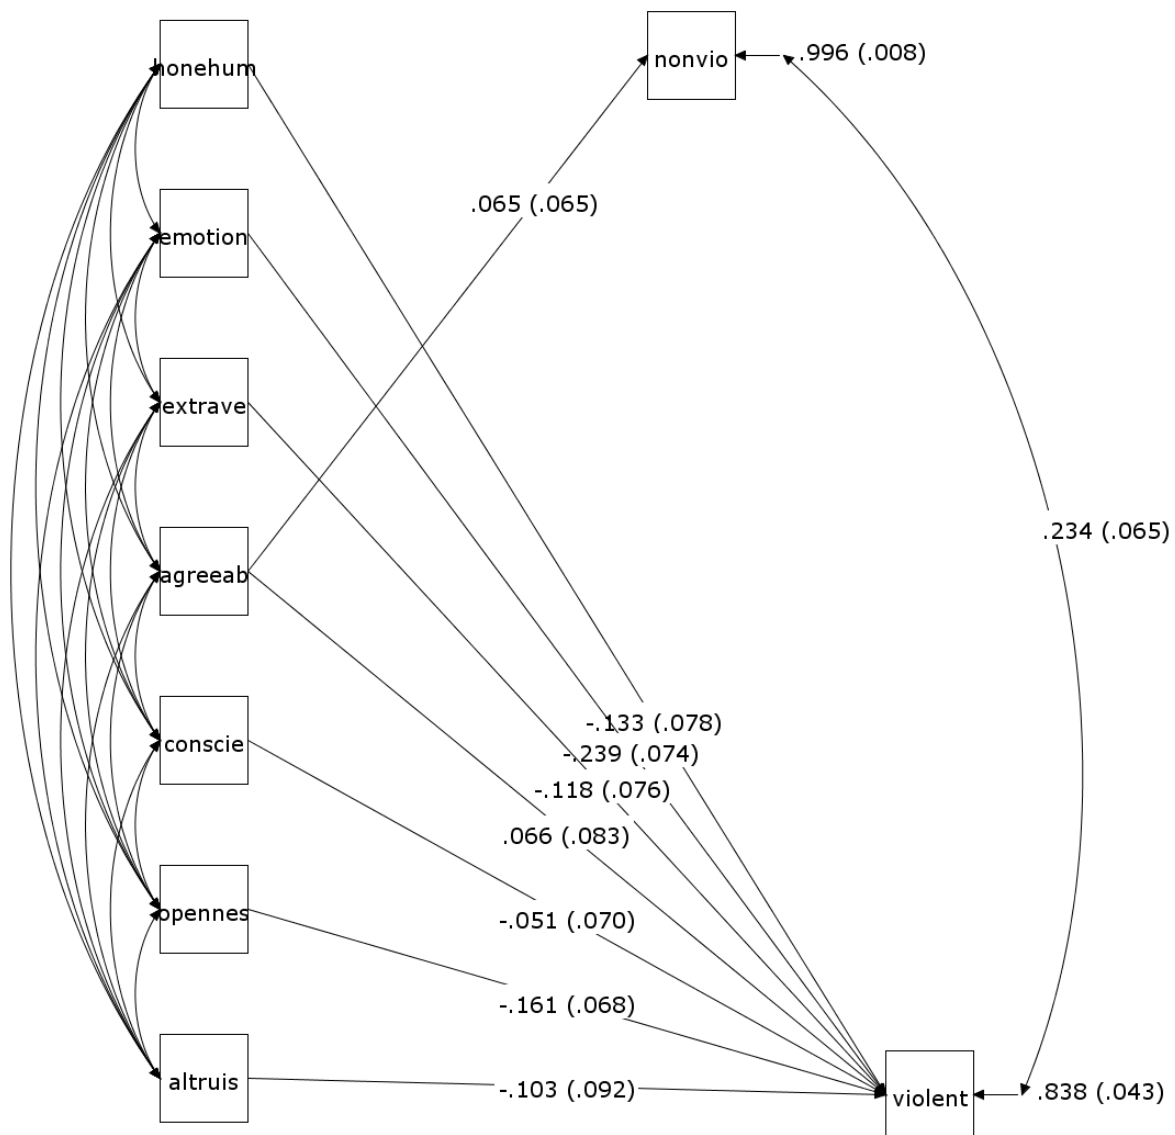 honehum
nonvio
.996 (.008)
.065 (.065)
emotion
extrave
.234 (.065)
agreeab
-.133 (.078)
conscie
-.239 (.074)
-.118 (.076)
.066 (.083)
opennes
-.051 (.070)
-.161 (.068)
altruis
-.103 (.092)
violent
.838 (.043)